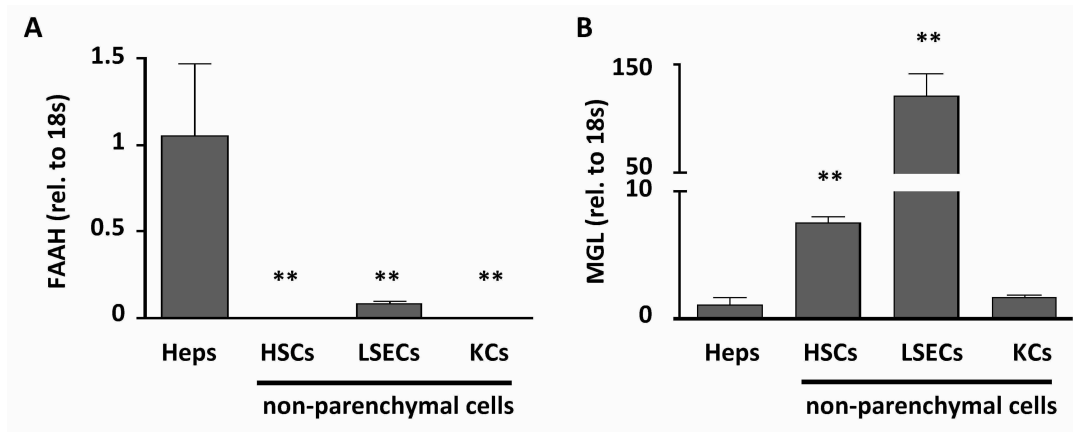 A
FAAH (rel. to 18s)
1.5
1
0.5
0
** ** **
Heps HSCs LSECs KCs
non-parenchymal cells
B
MGL (rel. to 18s)
150
50
10
0
**
**
Heps HSCs LSECs KCs
non-parenchymal cells